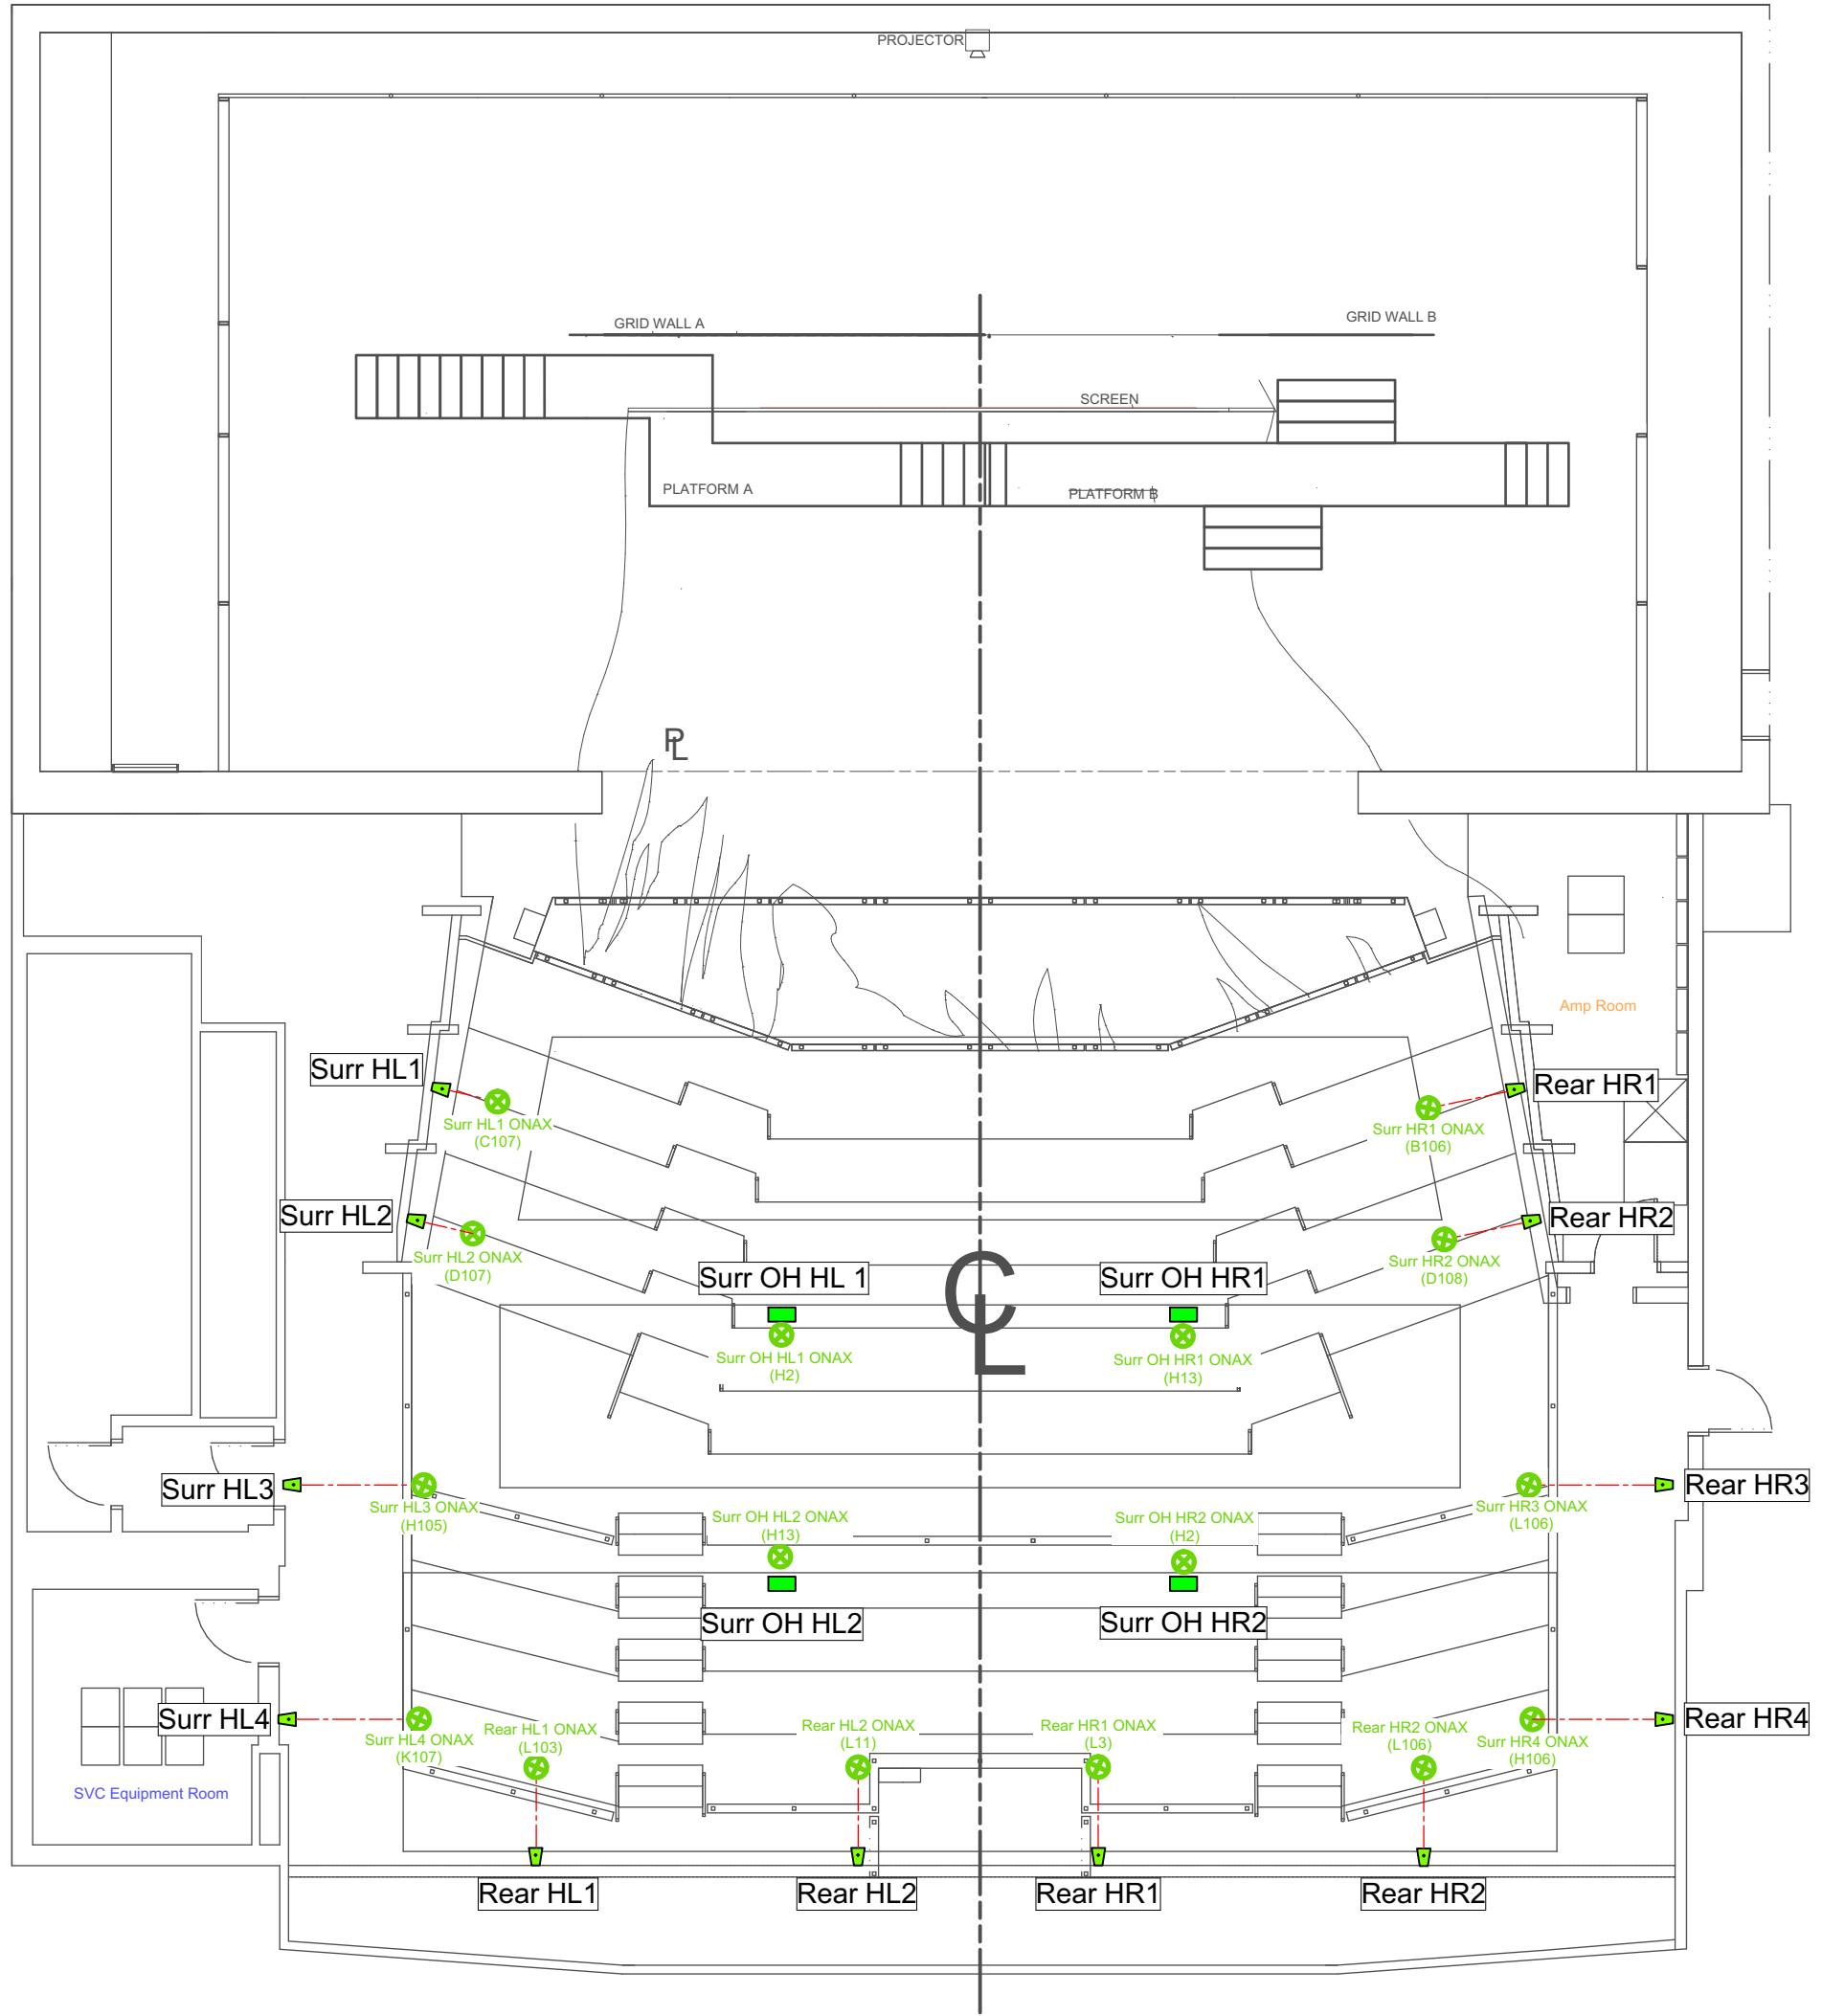 PROJECTOR
GRID WALL A
GRID WALL B
SCREEN
PLATFORM A
PLATFORM B
PL
Amp Room
Surr HL1
Rear HR1
Surr HL1 ONAX
(C107)
Surr HR1 ONAX
(B106)
Surr HL2
Rear HR2
Surr HL2 ONAX
(D107)
Surr HR2 ONAX
(D108)
Surr OH HL 1
Surr OH HR1
CL
Surr OH HL1 ONAX
(H2)
Surr OH HR1 ONAX
(H13)
Surr HL3
Rear HR3
Surr HL3 ONAX
(H105)
Surr HR3 ONAX
(L106)
Surr OH HL2 ONAX
(H13)
Surr OH HR2 ONAX
(H2)
Surr OH HL2
Surr OH HR2
Surr HL4
Rear HR4
Surr HL4 ONAX
(K107)
Rear HL1 ONAX
(L103)
Rear HL2 ONAX
(L11)
Rear HR1 ONAX
(L3)
Rear HR2 ONAX
(L106)
Surr HR4 ONAX
(H106)
SVC Equipment Room
Rear HL1
Rear HL2
Rear HR1
Rear HR2